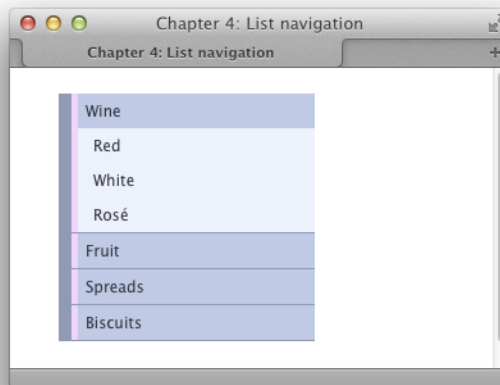 Chapter 4: List navigation
Chapter 4: List navigation
Wine
Red
White
Rosé
Fruit
Spreads
Biscuits